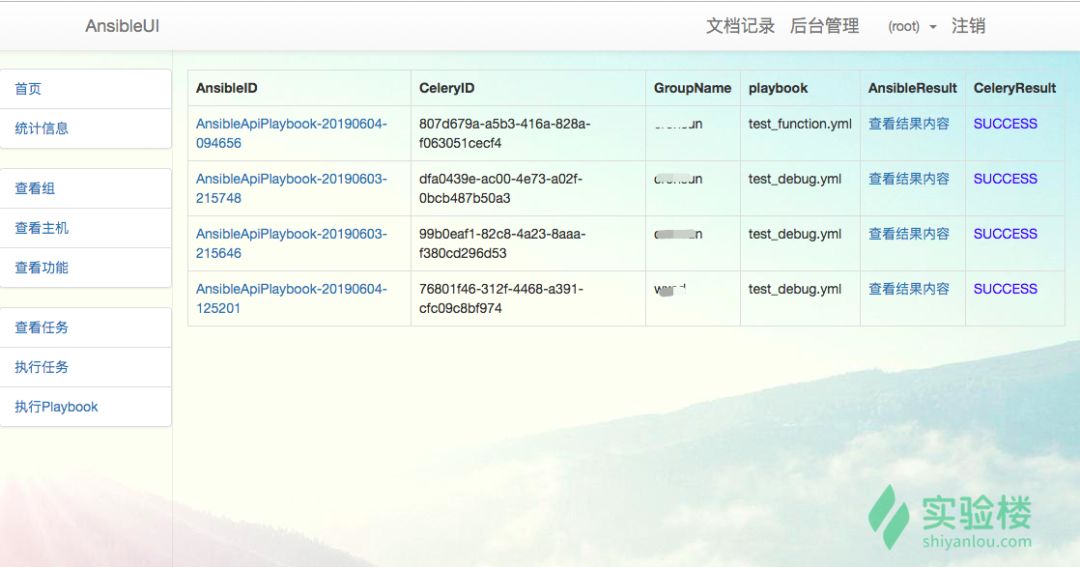 AnsibleUI 文档记录 后台管理 (root) 注销
首页
统计信息
查看组
查看主机
查看功能
查看任务
执行任务
执行Playbook
AnsibleID CeleryID GroupName playbook AnsibleResult CeleryResult
AnsibleApiPlaybook-20190604- 807d679a-a5b3-416a-828a- test_function.yml 查看结果内容 SUCCESS
094656 f063051cecf4
AnsibleApiPlaybook-20190603- dfa0439e-ac00-4e73-a02f- test_debug.yml 查看结果内容 SUCCESS
215748 0bcb487b50a3
AnsibleApiPlaybook-20190603- 99b0eaf1-82c8-4a23-8aaa- test_debug.yml 查看结果内容 SUCCESS
215646 f380cd296d53
AnsibleApiPlaybook-20190604- 76801f46-312f-4468-a391- test_debug.yml 查看结果内容 SUCCESS
125201 cfc09c8bf974
实验楼
shiyanlou.com